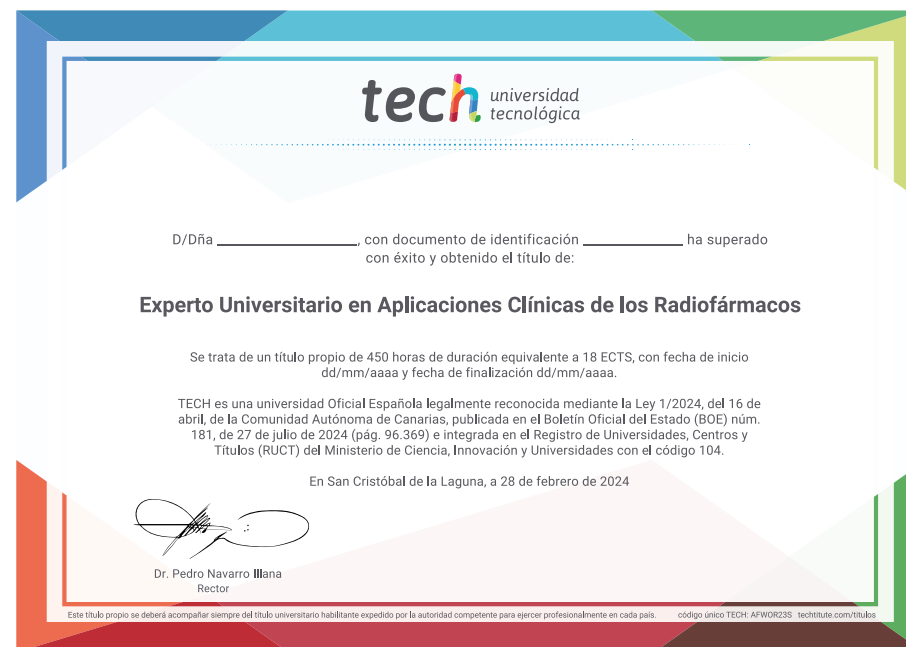 tech universidad
tecnológica
D/Dña ____________________, con documento de identificación ______________ ha superado
con éxito y obtenido el título de:
Experto Universitario en Aplicaciones Clínicas de los Radiofármacos
Se trata de un título propio de 450 horas de duración equivalente a 18 ECTS, con fecha de inicio
dd/mm/aaaa y fecha de finalización dd/mm/aaaa.
TECH es una universidad Oficial Española legalmente reconocida mediante la Ley 1/2024, del 16 de
abril, de la Comunidad Autónoma de Canarias, publicada en el Boletín Oficial del Estado (BOE) núm.
181, de 27 de julio de 2024 (pág. 96.369) e integrada en el Registro de Universidades, Centros y
Títulos (RUCT) del Ministerio de Ciencia, Innovación y Universidades con el código 104.
En San Cristóbal de la Laguna, a 28 de febrero de 2024
Dr. Pedro Navarro Illana
Rector
Este título propio se deberá acompañar siempre del título universitario habilitante expedido por la autoridad competente para ejercer profesionalmente en cada país. código único TECH: AFWOR23S techtitute.com/titulos